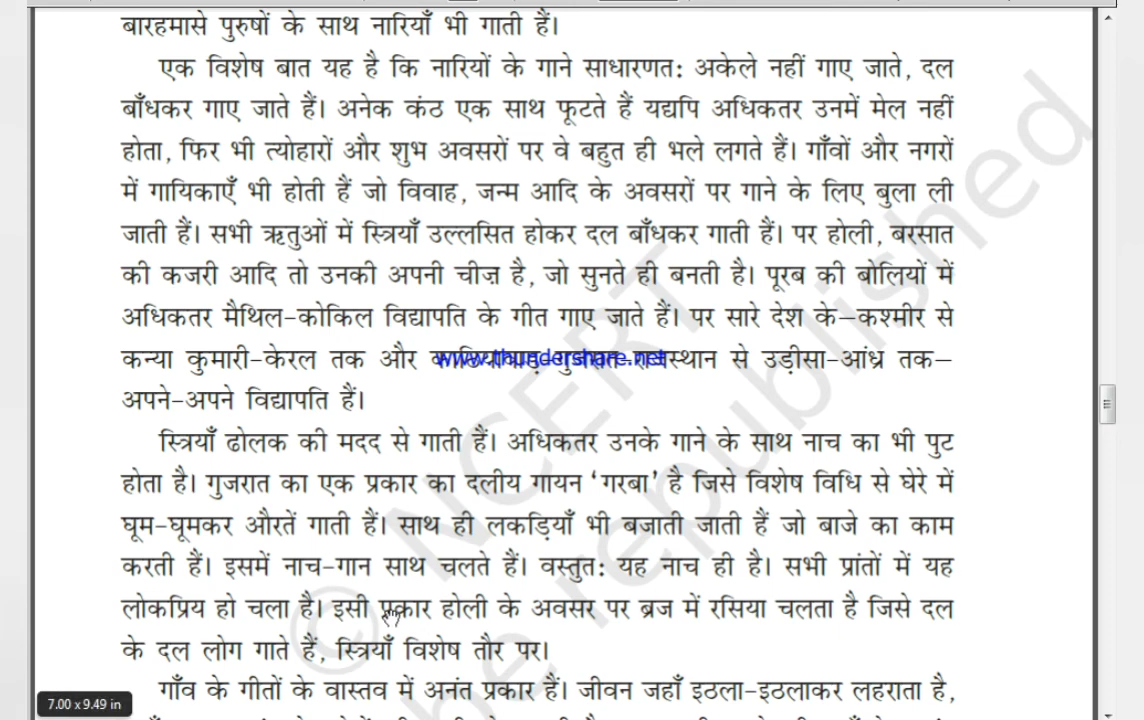 बारहमासे पुरुषों के साथ नारियाँ भी गाती हैं।
एक विशेष बात यह है कि नारियों के गाने साधारणत: अकेले नहीं गाए जाते, दल
बाँधकर गाए जाते हैं। अनेक कंठ एक साथ फूटते हैं यद्यपि अधिकतर उनमें मेल नहीं
होता, फिर भी त्योहारों और शुभ अवसरों पर वे बहुत ही भले लगते हैं। गाँवों और नगरों
में गायिकाएँ भी होती हैं जो विवाह, जन्म आदि के अवसरों पर गाने के लिए बुला ली
जाती हैं। सभी ऋतुओं में स्त्रियाँ उल्लसित होकर दल बाँधकर गाती हैं। पर होली, बरसात
की कजरी आदि तो उनकी अपनी चीज़ है, जो सुनते ही बनती है। पूरब की बोलियों में
अधिकतर मैथिल-कोकिल विद्यापति के गीत गाए जाते हैं। पर सारे देश के—कश्मीर से
कन्या कुमारी-केरल तक और www.thundershare.net से उड़ीसा-आंध्र तक—
अपने-अपने विद्यापति हैं।
स्त्रियाँ ढोलक की मदद से गाती हैं। अधिकतर उनके गाने के साथ नाच का भी पुट
होता है। गुजरात का एक प्रकार का दलीय गायन ‘गरबा’ है जिसे विशेष विधि से घेरे में
घूम-घूमकर औरतें गाती हैं। साथ ही लकड़ियाँ भी बजाती जाती हैं जो बाजे का काम
करती हैं। इसमें नाच-गान साथ चलते हैं। वस्तुत: यह नाच ही है। सभी प्रांतों में यह
लोकप्रिय हो चला है। इसी प्रकार होली के अवसर पर ब्रज में रसिया चलता है जिसे दल
के दल लोग गाते हैं, स्त्रियाँ विशेष तौर पर।
गाँव के गीतों के वास्तव में अनंत प्रकार हैं। जीवन जहाँ इठला-इठलाकर लहराता है,
7.00 x 9.49 in
© NCERT
be republished